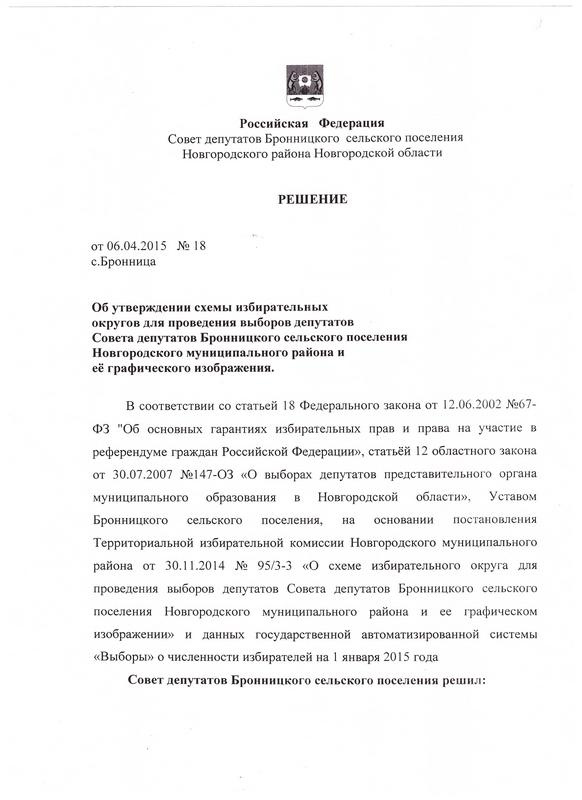 Российская Федерация
Совет депутатов Бронницкого сельского поселения
Новгородского района Новгородской области
РЕШЕНИЕ
от 06.04.2015 № 18
с.Бронница
Об утверждении схемы избирательных
округов для проведения выборов депутатов
Совета депутатов Бронницкого сельского поселения
Новгородского муниципального района и
её графического изображения.
В соответствии со статьей 18 Федерального закона от 12.06.2002 №67-
ФЗ "Об основных гарантиях избирательных прав и права на участие в
референдуме граждан Российской Федерации», статьёй 12 областного закона
от 30.07.2007 №147-ОЗ «О выборах депутатов представительного органа
муниципального образования в Новгородской области», Уставом
Бронницкого сельского поселения, на основании постановления
Территориальной избирательной комиссии Новгородского муниципального
района от 30.11.2014 № 95/3-3 «О схеме избирательного округа для
проведения выборов депутатов Совета депутатов Бронницкого сельского
поселения Новгородского муниципального района и ее графическом
изображении» и данных государственной автоматизированной системы
«Выборы» о численности избирателей на 1 января 2015 года
Совет депутатов Бронницкого сельского поселения решил: